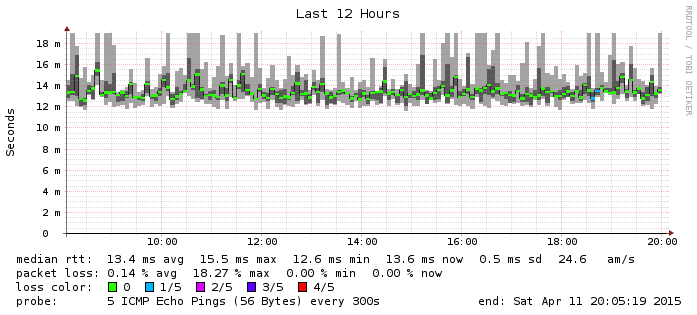 Last 12 Hours
RRDTOOL / TOBI OETIKER
Seconds
18 m
16 m
14 m
12 m
10 m
8 m
6 m
4 m
2 m
0
10:00 12:00 14:00 16:00 18:00 20:00
median rtt: 13.4 ms avg 15.5 ms max 12.6 ms min 13.6 ms now 0.5 ms sd 24.6 am/s
packet loss: 0.14 % avg 18.27 % max 0.00 % min 0.00 % now
loss color: 0 1/5 2/5 3/5 4/5
probe: 5 ICMP Echo Pings (56 Bytes) every 300s end: Sat Apr 11 20:05:19 2015